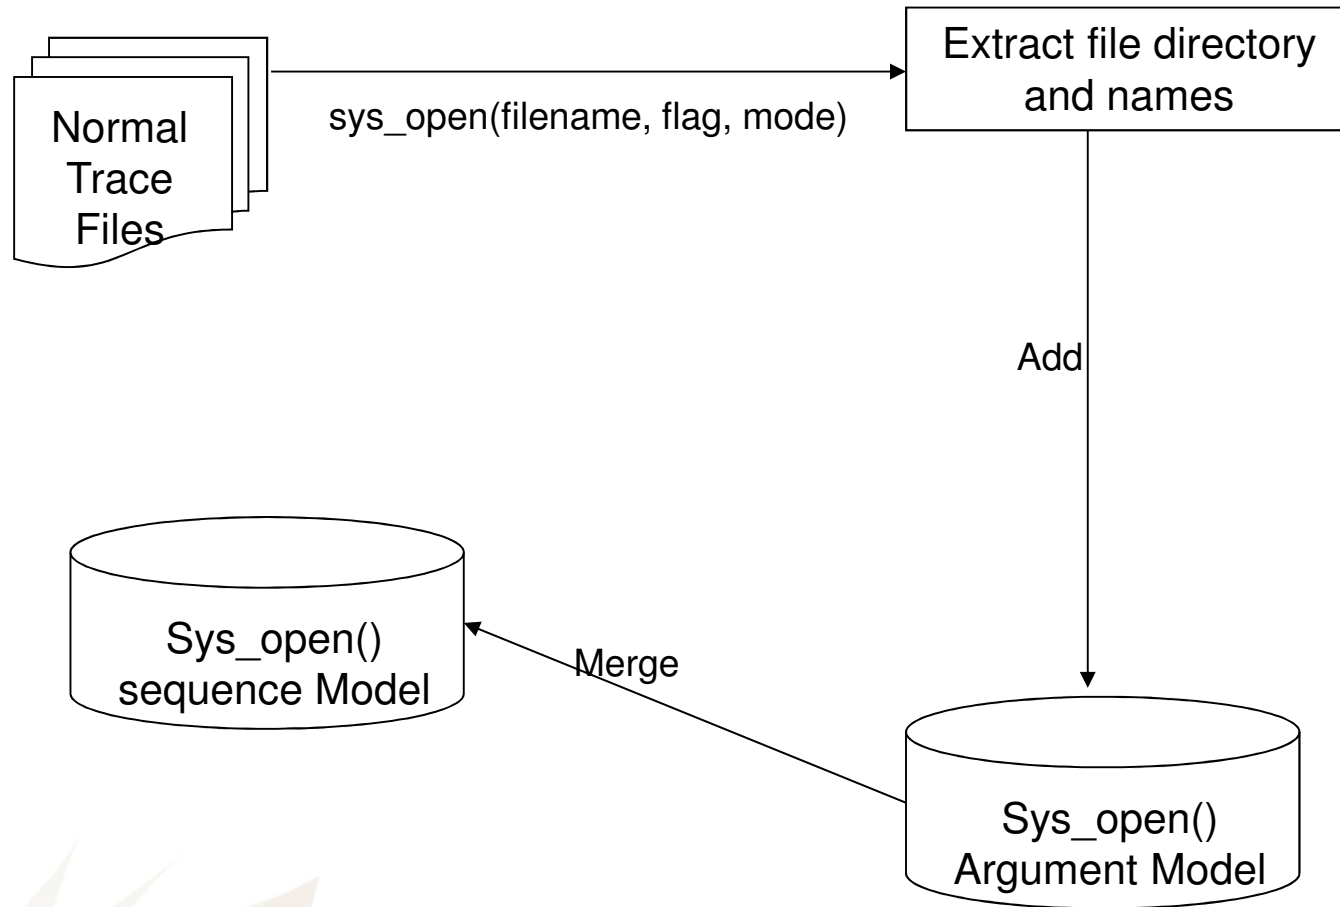 Normal
Trace
Files
sys_open(filename, flag, mode)
Extract file directory
and names
Add
Sys_open()
sequence Model
Merge
Sys_open()
Argument Model